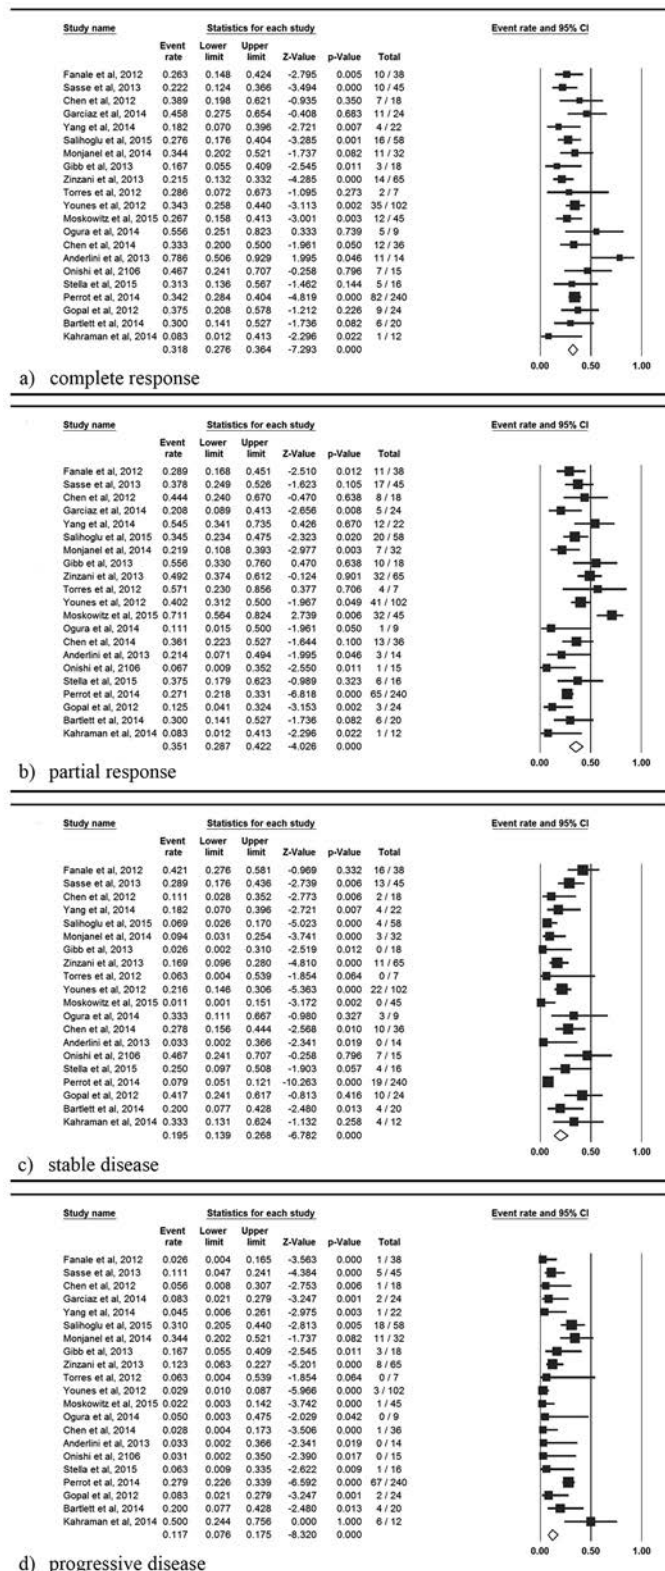 Study name Statistics for each study Event rate and 95% CI
Event rate Lower limit Upper limit Z-Value p-Value Total
Fanale et al, 2012 0.263 0.148 0.424 -2.795 0.005 10 / 38
Sasse et al, 2013 0.222 0.124 0.366 -3.494 0.000 10 / 45
Chen et al, 2012 0.389 0.198 0.621 -0.935 0.350 7 / 18
Garciaz et al, 2014 0.458 0.275 0.654 -0.408 0.683 11 / 24
Yang et al, 2014 0.182 0.070 0.396 -2.721 0.007 4 / 22
Salihoglu et al, 2015 0.276 0.176 0.404 -3.285 0.001 16 / 58
Monjanel et al, 2014 0.344 0.202 0.521 -1.737 0.082 11 / 32
Gibb et al, 2013 0.167 0.055 0.409 -2.545 0.011 3 / 18
Zinzani et al, 2013 0.215 0.132 0.332 -4.285 0.000 14 / 65
Torres et al, 2012 0.286 0.072 0.673 -1.095 0.273 2 / 7
Younes et al, 2012 0.343 0.258 0.440 -3.113 0.002 35 / 102
Moskowitz et al, 2015 0.267 0.158 0.413 -3.001 0.003 12 / 45
Ogura et al, 2014 0.556 0.251 0.823 0.333 0.739 5 / 9
Chen et al, 2014 0.333 0.200 0.500 -1.961 0.050 12 / 36
Anderlini et al, 2013 0.786 0.506 0.929 1.995 0.046 11 / 14
Onishi et al, 2106 0.467 0.241 0.707 -0.258 0.796 7 / 15
Stella et al, 2015 0.313 0.136 0.567 -1.462 0.144 5 / 16
Perrot et al, 2014 0.342 0.284 0.404 -4.819 0.000 82 / 240
Gopal et al, 2012 0.375 0.208 0.578 -1.212 0.226 9 / 24
Bartlett et al, 2014 0.300 0.141 0.527 -1.736 0.082 6 / 20
Kahraman et al, 2014 0.083 0.012 0.413 -2.296 0.022 1 / 12
0.318 0.276 0.364 -7.293 0.000
0.00 0.50 1.00
a) complete response
Study name Statistics for each study Event rate and 95% CI
Event rate Lower limit Upper limit Z-Value p-Value Total
Fanale et al, 2012 0.289 0.168 0.451 -2.510 0.012 11 / 38
Sasse et al, 2013 0.378 0.249 0.526 -1.623 0.105 17 / 45
Chen et al, 2012 0.444 0.240 0.670 -0.470 0.638 8 / 18
Garciaz et al, 2014 0.208 0.089 0.413 -2.656 0.008 5 / 24
Yang et al, 2014 0.545 0.341 0.735 0.426 0.670 12 / 22
Salihoglu et al, 2015 0.345 0.234 0.475 -2.323 0.020 20 / 58
Monjanel et al, 2014 0.219 0.108 0.393 -2.977 0.003 7 / 32
Gibb et al, 2013 0.556 0.330 0.760 0.470 0.638 10 / 18
Zinzani et al, 2013 0.492 0.374 0.612 -0.124 0.901 32 / 65
Torres et al, 2012 0.571 0.230 0.856 0.377 0.706 4 / 7
Younes et al, 2012 0.402 0.312 0.500 -1.967 0.049 41 / 102
Moskowitz et al, 2015 0.711 0.564 0.824 2.739 0.006 32 / 45
Ogura et al, 2014 0.111 0.015 0.500 -1.961 0.050 1 / 9
Chen et al, 2014 0.361 0.223 0.527 -1.644 0.100 13 / 36
Anderlini et al, 2013 0.214 0.071 0.494 -1.995 0.046 3 / 14
Onishi et al, 2106 0.067 0.009 0.352 -2.550 0.011 1 / 15
Stella et al, 2015 0.375 0.179 0.623 -0.989 0.323 6 / 16
Perrot et al, 2014 0.271 0.218 0.331 -6.818 0.000 65 / 240
Gopal et al, 2012 0.125 0.041 0.324 -3.153 0.002 3 / 24
Bartlett et al, 2014 0.300 0.141 0.527 -1.736 0.082 6 / 20
Kahraman et al, 2014 0.083 0.012 0.413 -2.296 0.022 1 / 12
0.351 0.287 0.422 -4.026 0.000
0.00 0.50 1.00
b) partial response
Study name Statistics for each study Event rate and 95% CI
Event rate Lower limit Upper limit Z-Value p-Value Total
Fanale et al, 2012 0.421 0.276 0.581 -0.969 0.332 16 / 38
Sasse et al, 2013 0.289 0.176 0.436 -2.739 0.006 13 / 45
Chen et al, 2012 0.111 0.028 0.352 -2.773 0.006 2 / 18
Yang et al, 2014 0.182 0.070 0.396 -2.721 0.007 4 / 22
Salihoglu et al, 2015 0.069 0.026 0.170 -5.023 0.000 4 / 58
Monjanel et al, 2014 0.094 0.031 0.254 -3.741 0.000 3 / 32
Gibb et al, 2013 0.026 0.002 0.310 -2.519 0.012 0 / 18
Zinzani et al, 2013 0.169 0.096 0.280 -4.810 0.000 11 / 65
Torres et al, 2012 0.063 0.004 0.539 -1.854 0.064 0 / 7
Younes et al, 2012 0.216 0.146 0.306 -5.363 0.000 22 / 102
Moskowitz et al, 2015 0.011 0.001 0.151 -3.172 0.002 0 / 45
Ogura et al, 2014 0.333 0.111 0.667 -0.980 0.327 3 / 9
Chen et al, 2014 0.278 0.156 0.444 -2.568 0.010 10 / 36
Anderlini et al, 2013 0.033 0.002 0.366 -2.341 0.019 0 / 14
Onishi et al, 2106 0.467 0.241 0.707 -0.258 0.796 7 / 15
Stella et al, 2015 0.250 0.097 0.508 -1.903 0.057 4 / 16
Perrot et al, 2014 0.079 0.051 0.121 -10.263 0.000 19 / 240
Gopal et al, 2012 0.417 0.241 0.617 -0.813 0.416 10 / 24
Bartlett et al, 2014 0.200 0.077 0.428 -2.480 0.013 4 / 20
Kahraman et al, 2014 0.333 0.131 0.624 -1.132 0.258 4 / 12
0.195 0.139 0.268 -6.782 0.000
0.00 0.50 1.00
c) stable disease
Study name Statistics for each study Event rate and 95% CI
Event rate Lower limit Upper limit Z-Value p-Value Total
Fanale et al, 2012 0.026 0.004 0.165 -3.563 0.000 1 / 38
Sasse et al, 2013 0.111 0.047 0.241 -4.384 0.000 5 / 45
Chen et al, 2012 0.056 0.008 0.307 -2.753 0.006 1 / 18
Garciaz et al, 2014 0.083 0.021 0.279 -3.247 0.001 2 / 24
Yang et al, 2014 0.045 0.006 0.261 -2.975 0.003 1 / 22
Salihoglu et al, 2015 0.310 0.205 0.440 -2.813 0.005 18 / 58
Monjanel et al, 2014 0.344 0.202 0.521 -1.737 0.082 11 / 32
Gibb et al, 2013 0.167 0.055 0.409 -2.545 0.011 3 / 18
Zinzani et al, 2013 0.123 0.063 0.227 -5.201 0.000 8 / 65
Torres et al, 2012 0.063 0.004 0.539 -1.854 0.064 0 / 7
Younes et al, 2012 0.029 0.010 0.087 -5.966 0.000 3 / 102
Moskowitz et al, 2015 0.022 0.003 0.142 -3.742 0.000 1 / 45
Ogura et al, 2014 0.050 0.003 0.475 -2.029 0.042 0 / 9
Chen et al, 2014 0.028 0.004 0.173 -3.506 0.000 1 / 36
Anderlini et al, 2013 0.033 0.002 0.366 -2.341 0.019 0 / 14
Onishi et al, 2106 0.031 0.002 0.350 -2.390 0.017 0 / 15
Stella et al, 2015 0.063 0.009 0.335 -2.622 0.009 1 / 16
Perrot et al, 2014 0.279 0.226 0.339 -6.592 0.000 67 / 240
Gopal et al, 2012 0.083 0.021 0.279 -3.247 0.001 2 / 24
Bartlett et al, 2014 0.200 0.077 0.428 -2.480 0.013 4 / 20
Kahraman et al, 2014 0.500 0.244 0.756 0.000 1.000 6 / 12
0.117 0.076 0.175 -8.320 0.000
0.00 0.50 1.00
d) progressive disease